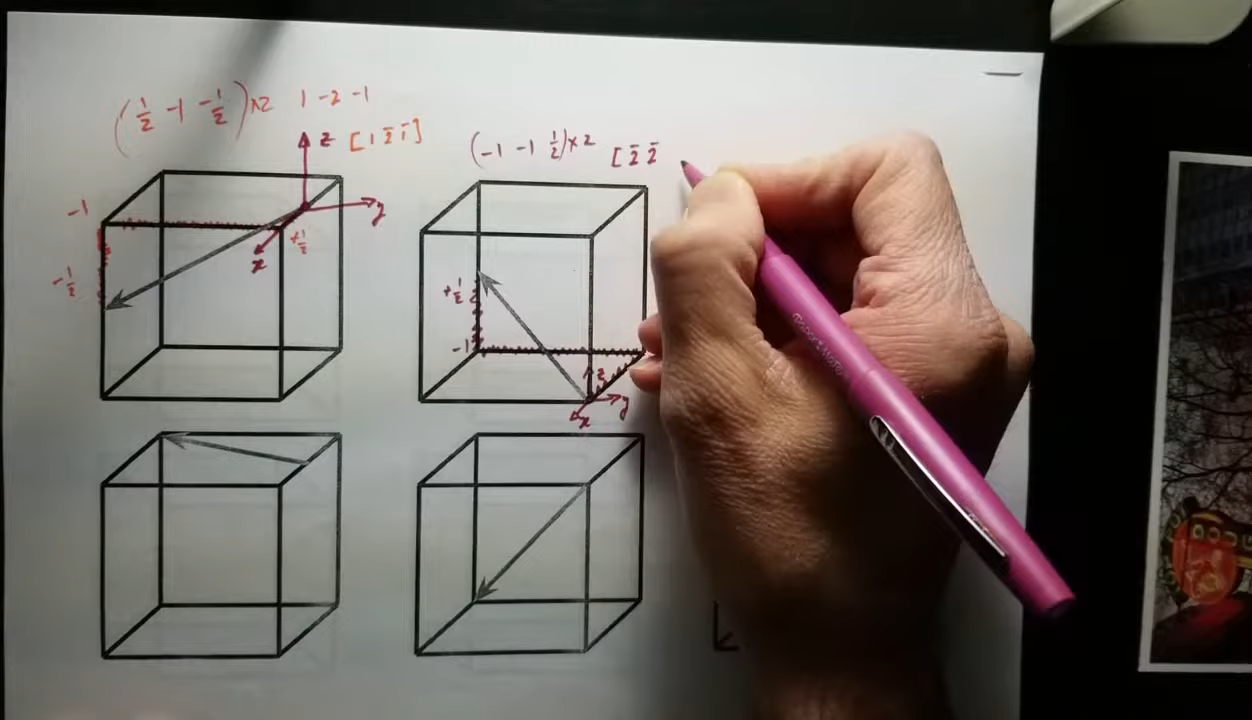 (1/2 -1 -1/2)×2 1 -2 -1
z [1 2̄ 1̄]
(-1 -1 1/2)×2 [2̄ 2̄
-1
y
+1/2
x
-1/2
+1/2
-1
z
y
x